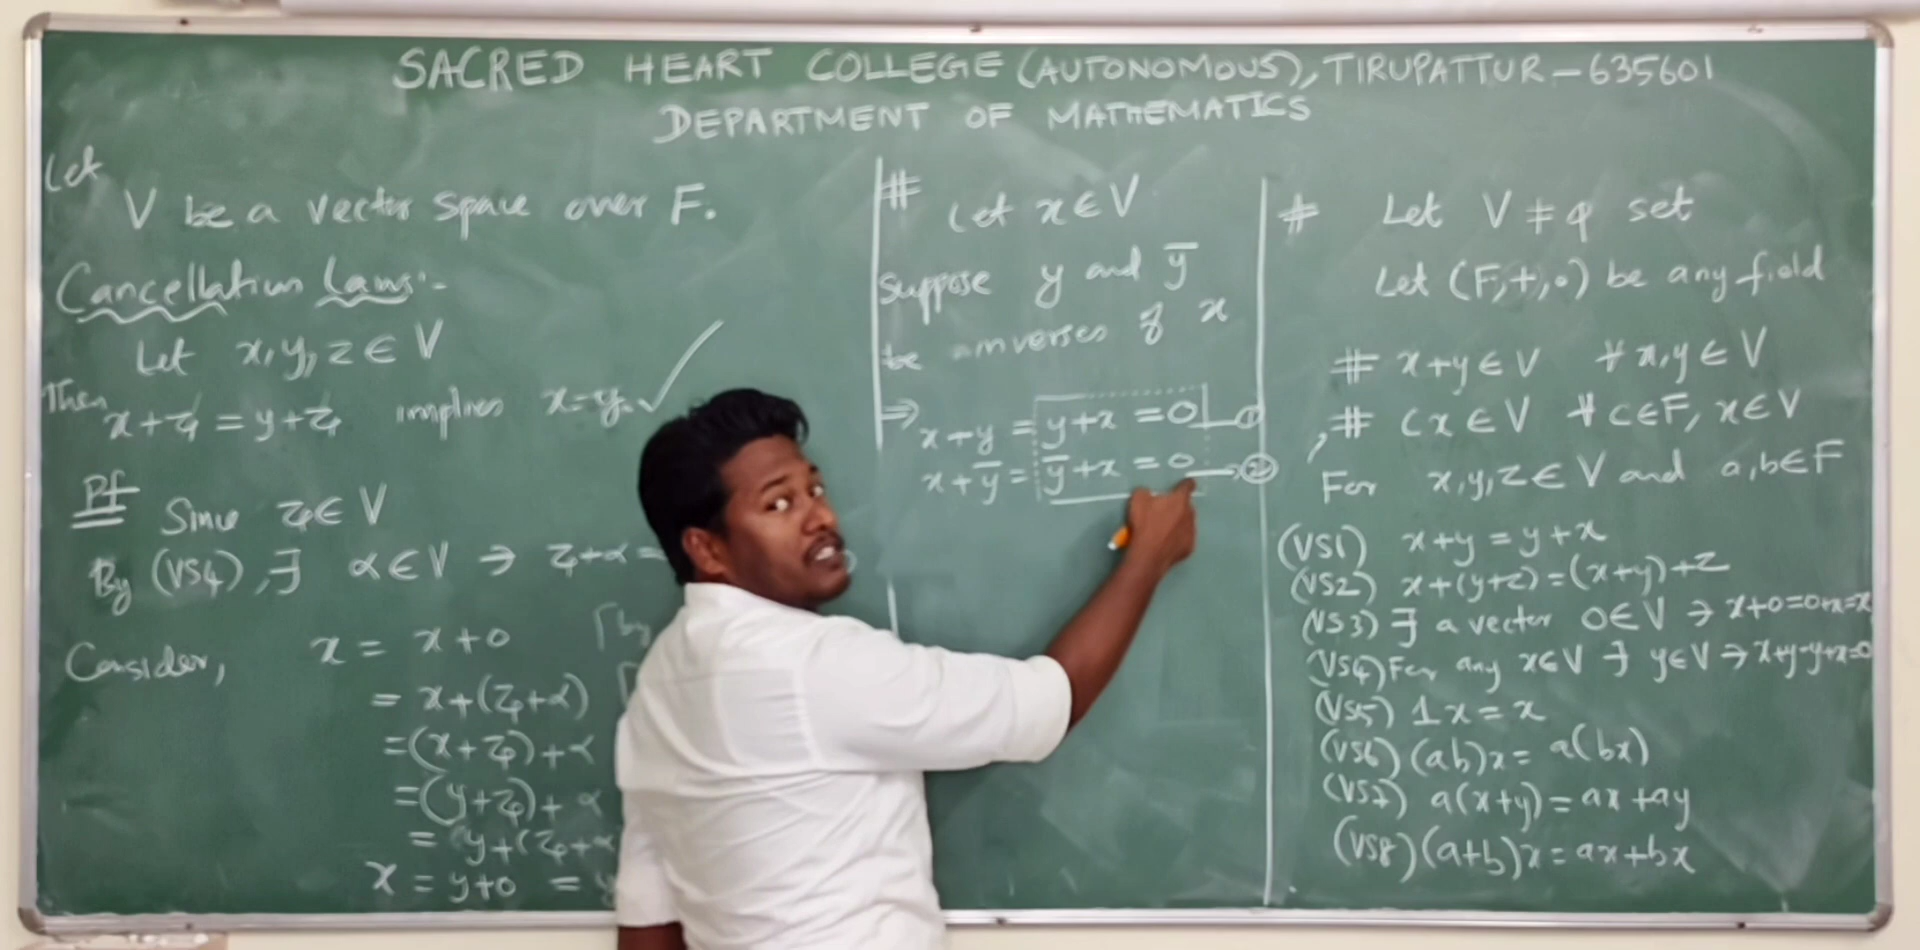 SACRED HEART COLLEGE (AUTONOMOUS), TIRUPATTUR - 635601
DEPARTMENT OF MATHEMATICS
Let
V be a vector space over F.
Cancellation Laws:-
Let x, y, z ∈ V
Then
x+z = y+z implies x=y. ✓
Pf Since z ∈ V
By (VS4), ∃ α ∈ V → z+α =
Consider, x = x+0 [by
= x+(z+α) [
=(x+z)+α
=(y+z)+α
= y+(z+α
x = y+0 = y
# Let x ∈ V
Suppose y and y̅
be inverses of x
⇒ x+y = y+x = 0 — ①
x+y̅ = y̅+x = 0 — ②
# Let V ≠ φ set
Let (F,+,·) be any field
# x+y ∈ V ∀ x,y ∈ V
# cx ∈ V ∀ c∈F, x∈V
For x,y,z ∈ V and a,b∈F
(VS1) x+y = y+x
(VS2) x+(y+z)=(x+y)+z
(VS3) ∃ a vector 0∈V → x+0=0+x=x
(VS4) For any x∈V ∃ y∈V → x+y=y+x=0
(VS5) 1x = x
(VS6) (ab)x = a(bx)
(VS7) a(x+y)=ax+ay
(VS8) (a+b)x=ax+bx